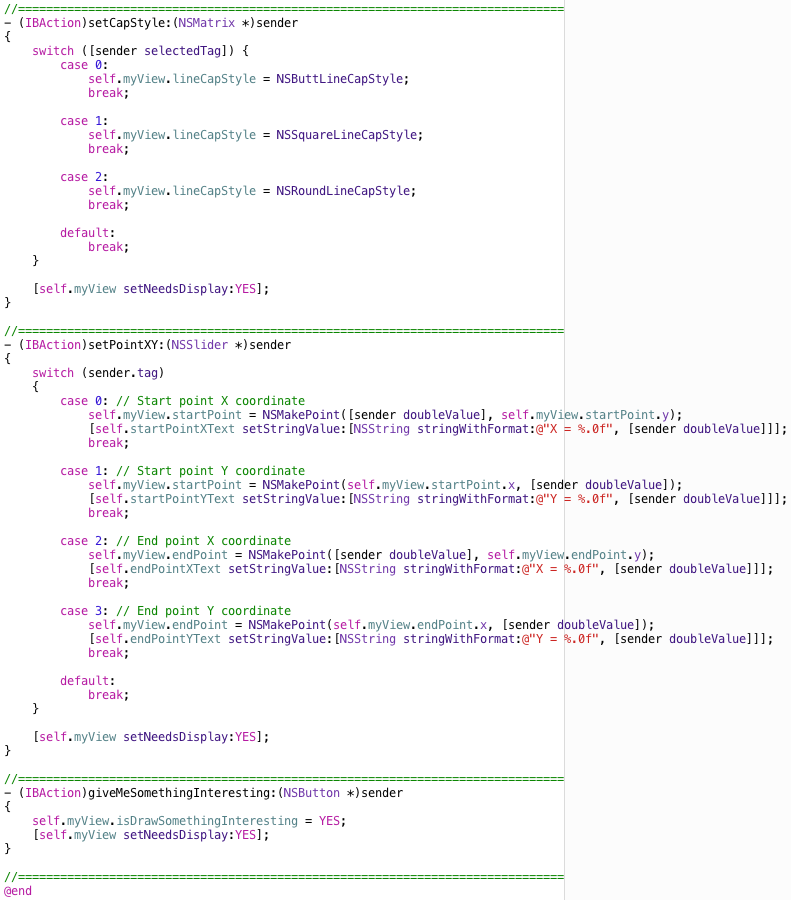 //==============================================================================
- (IBAction)setCapStyle:(NSMatrix *)sender
{
    switch ([sender selectedTag]) {
        case 0:
            self.myView.lineCapStyle = NSButtLineCapStyle;
            break;

        case 1:
            self.myView.lineCapStyle = NSSquareLineCapStyle;
            break;

        case 2:
            self.myView.lineCapStyle = NSRoundLineCapStyle;
            break;

        default:
            break;
    }

    [self.myView setNeedsDisplay:YES];
}

//==============================================================================
- (IBAction)setPointXY:(NSSlider *)sender
{
    switch (sender.tag)
    {
        case 0: // Start point X coordinate
            self.myView.startPoint = NSMakePoint([sender doubleValue], self.myView.startPoint.y);
            [self.startPointXText setStringValue:[NSString stringWithFormat:@"X = %.0f", [sender doubleValue]]];
            break;

        case 1: // Start point Y coordinate
            self.myView.startPoint = NSMakePoint(self.myView.startPoint.x, [sender doubleValue]);
            [self.startPointYText setStringValue:[NSString stringWithFormat:@"Y = %.0f", [sender doubleValue]]];
            break;

        case 2: // End point X coordinate
            self.myView.endPoint = NSMakePoint([sender doubleValue], self.myView.endPoint.y);
            [self.endPointXText setStringValue:[NSString stringWithFormat:@"X = %.0f", [sender doubleValue]]];
            break;

        case 3: // End point Y coordinate
            self.myView.endPoint = NSMakePoint(self.myView.endPoint.x, [sender doubleValue]);
            [self.endPointYText setStringValue:[NSString stringWithFormat:@"Y = %.0f", [sender doubleValue]]];
            break;

        default:
            break;
    }

    [self.myView setNeedsDisplay:YES];
}

//==============================================================================
- (IBAction)giveMeSomethingInteresting:(NSButton *)sender
{
    self.myView.isDrawSomethingInteresting = YES;
    [self.myView setNeedsDisplay:YES];
}

//==============================================================================
@end